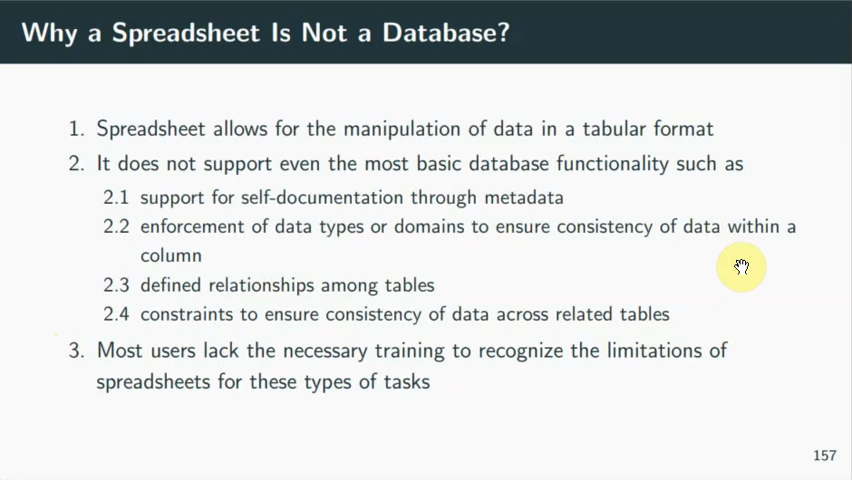 Why a Spreadsheet Is Not a Database?
1. Spreadsheet allows for the manipulation of data in a tabular format
2. It does not support even the most basic database functionality such as
2.1 support for self-documentation through metadata
2.2 enforcement of data types or domains to ensure consistency of data within a
column
2.3 defined relationships among tables
2.4 constraints to ensure consistency of data across related tables
3. Most users lack the necessary training to recognize the limitations of
spreadsheets for these types of tasks
157